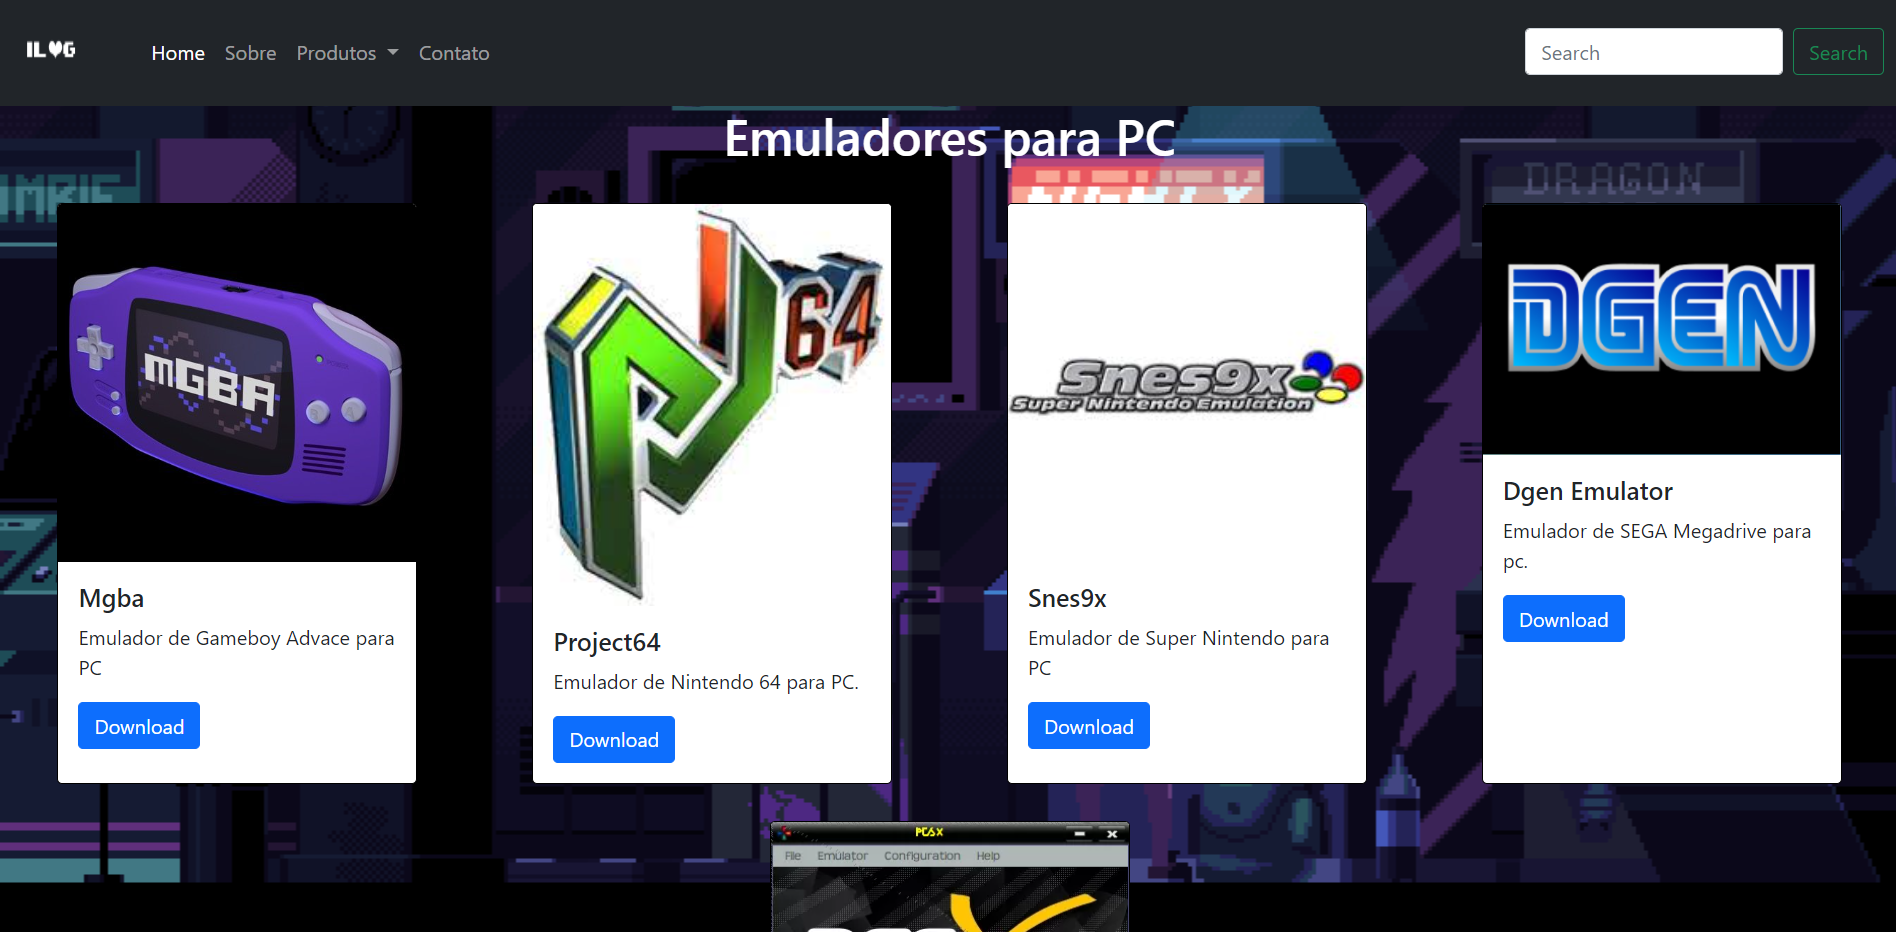 IL♥G
Home Sobre Produtos Contato
Search Search
Emuladores para PC
DRAGON
MGBA
B A
64
Snes9x
Super Nintendo Emulation
DGEN
Mgba
Emulador de Gameboy Advace para
PC
Download
Project64
Emulador de Nintendo 64 para PC.
Download
Snes9x
Emulador de Super Nintendo para
PC
Download
Dgen Emulator
Emulador de SEGA Megadrive para
pc.
Download
PCSX
File Emulator Configuration Help